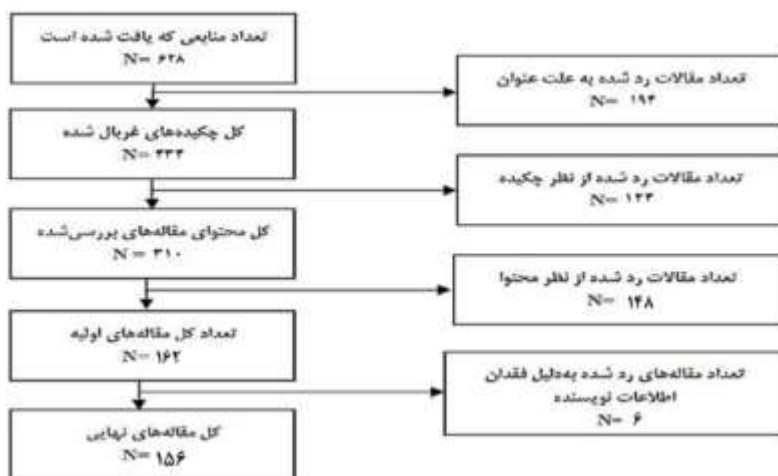 تعداد منابعی که یافت شده است
N= ۶۲۸
تعداد مقالات رد شده به علت عنوان
N= ۱۹۴
کل چکیده‌های غربال شده
N= ۴۳۴
تعداد مقالات رد شده از نظر چکیده
N= ۱۲۴
کل محتوای مقاله‌های بررسی‌شده
N = ۳۱۰
تعداد مقالات رد شده از نظر محتوا
N= ۱۴۸
تعداد کل مقاله‌های اولیه
N= ۱۶۲
تعداد مقاله‌های رد شده به‌دلیل فقدان
اطلاعات نویسنده
N= ۶
کل مقاله‌های نهایی
N= ۱۵۶